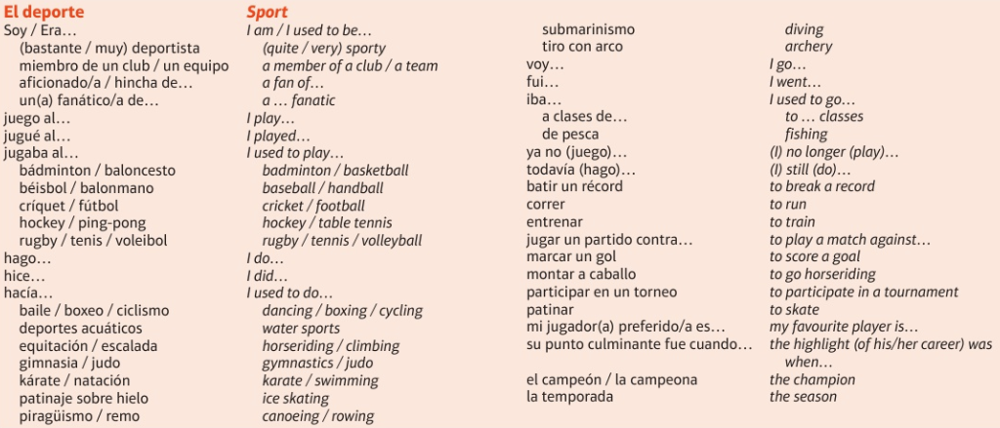 El deporte Sport
Soy / Era… I am / I used to be…
(bastante / muy) deportista (quite / very) sporty
miembro de un club / un equipo a member of a club / a team
aficionado/a / hincha de… a fan of…
un(a) fanático/a de… a … fanatic
juego al… I play…
jugué al… I played…
jugaba al… I used to play…
bádminton / baloncesto badminton / basketball
béisbol / balonmano baseball / handball
críquet / fútbol cricket / football
hockey / ping-pong hockey / table tennis
rugby / tenis / voleibol rugby / tennis / volleyball
hago… I do…
hice… I did…
hacía… I used to do…
baile / boxeo / ciclismo dancing / boxing / cycling
deportes acuáticos water sports
equitación / escalada horseriding / climbing
gimnasia / judo gymnastics / judo
kárate / natación karate / swimming
patinaje sobre hielo ice skating
piragüismo / remo canoeing / rowing
submarinismo diving
tiro con arco archery
voy… I go…
fui… I went…
iba… I used to go…
a clases de… to … classes
de pesca fishing
ya no (juego)… (I) no longer (play)…
todavía (hago)… (I) still (do)…
batir un récord to break a record
correr to run
entrenar to train
jugar un partido contra… to play a match against…
marcar un gol to score a goal
montar a caballo to go horseriding
participar en un torneo to participate in a tournament
patinar to skate
mi jugador(a) preferido/a es… my favourite player is…
su punto culminante fue cuando… the highlight (of his/her career) was
when…
el campeón / la campeona the champion
la temporada the season